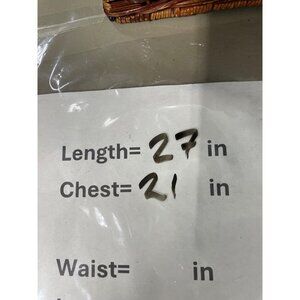 Length= 27 in
Chest= 21 in
Waist= in